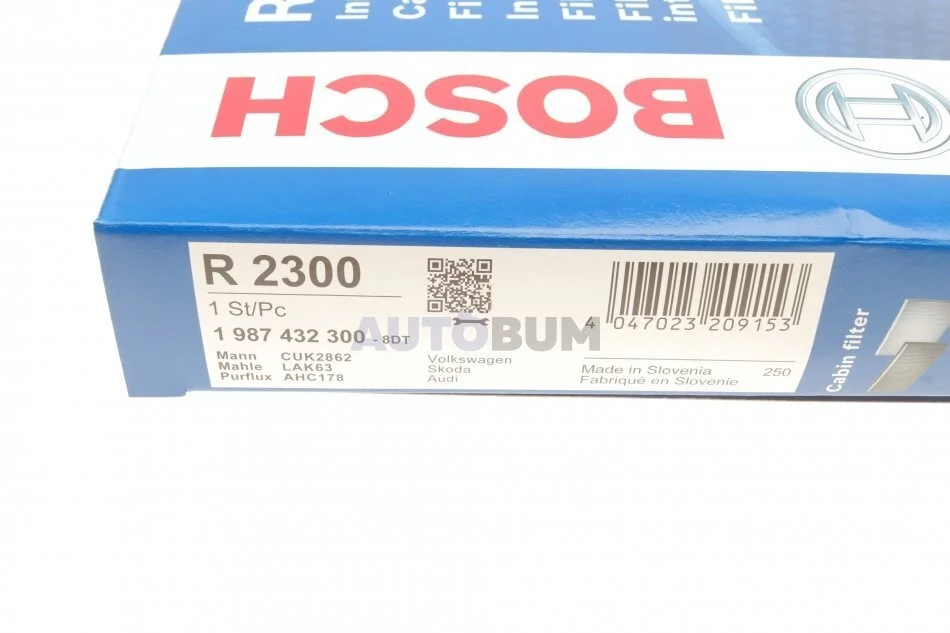 BOSCH
R 2300
1 St/Pc
1 987 432 300 - 8DT
Mann CUK2862
Mahle LAK63
Purflux AHC178
Volkswagen
Skoda
Audi
4 047023 209153
Made in Slovenia
Fabriqué en Slovenie
250
Cabin filter
AUTOBUM